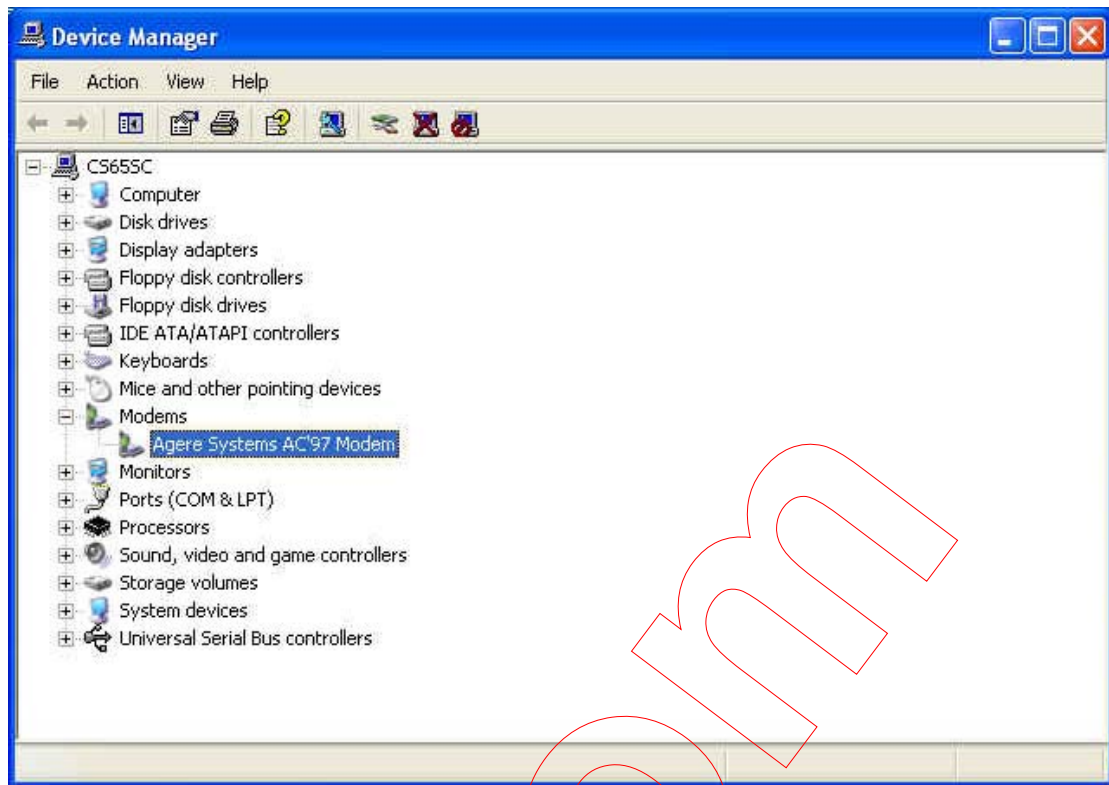 Device Manager
File Action View Help
CS65SC
Computer
Disk drives
Display adapters
Floppy disk controllers
Floppy disk drives
IDE ATA/ATAPI controllers
Keyboards
Mice and other pointing devices
Modems
Agere Systems AC'97 Modem
Monitors
Ports (COM & LPT)
Processors
Sound, video and game controllers
Storage volumes
System devices
Universal Serial Bus controllers
om